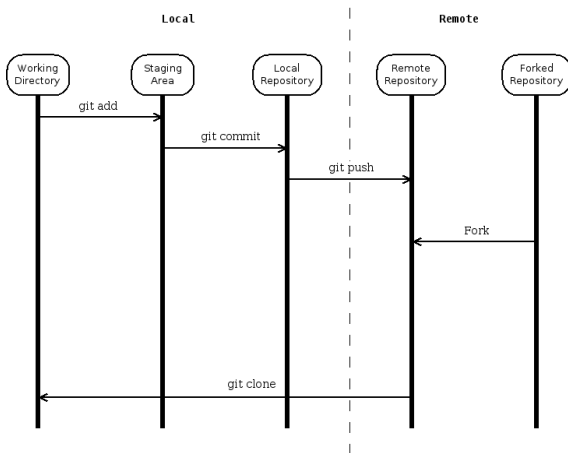 Local
Remote
Working
Directory
Staging
Area
Local
Repository
Remote
Repository
Forked
Repository
git add
git commit
git push
Fork
git clone